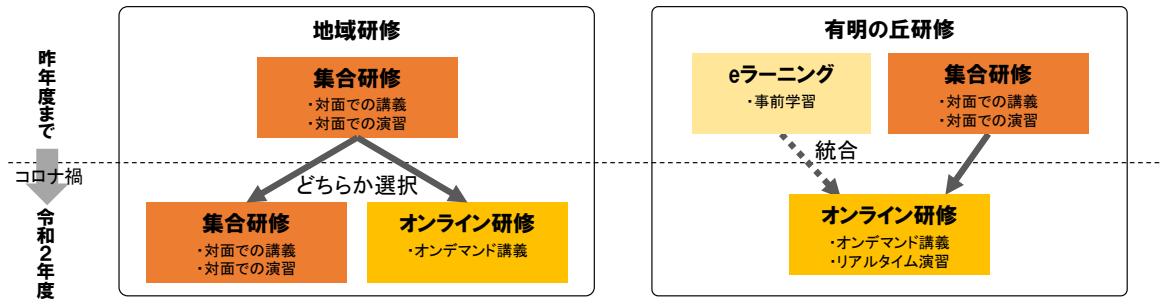 昨年度まで
コロナ禍
令和2年度
地域研修
集合研修
・対面での講義
・対面での演習
どちらか選択
集合研修
・対面での講義
・対面での演習
オンライン研修
・オンデマンド講義
有明の丘研修
eラーニング
・事前学習
集合研修
・対面での講義
・対面での演習
統合
オンライン研修
・オンデマンド講義
・リアルタイム演習